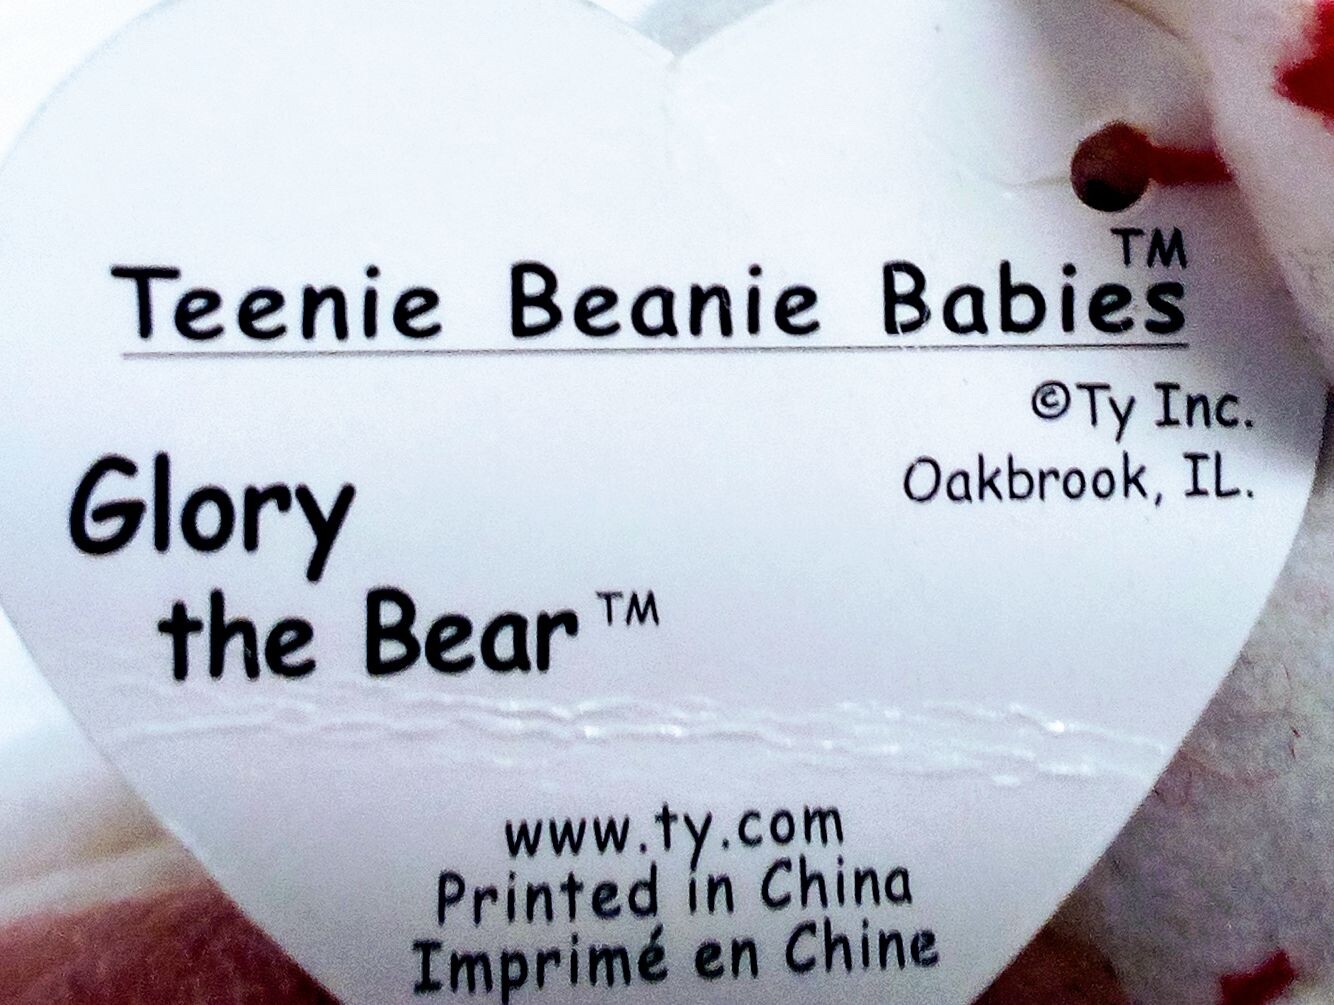 Teenie Beanie Babies™
©Ty Inc.
Oakbrook, IL.
Glory
the Bear™
www.ty.com
Printed in China
Imprimé en Chine